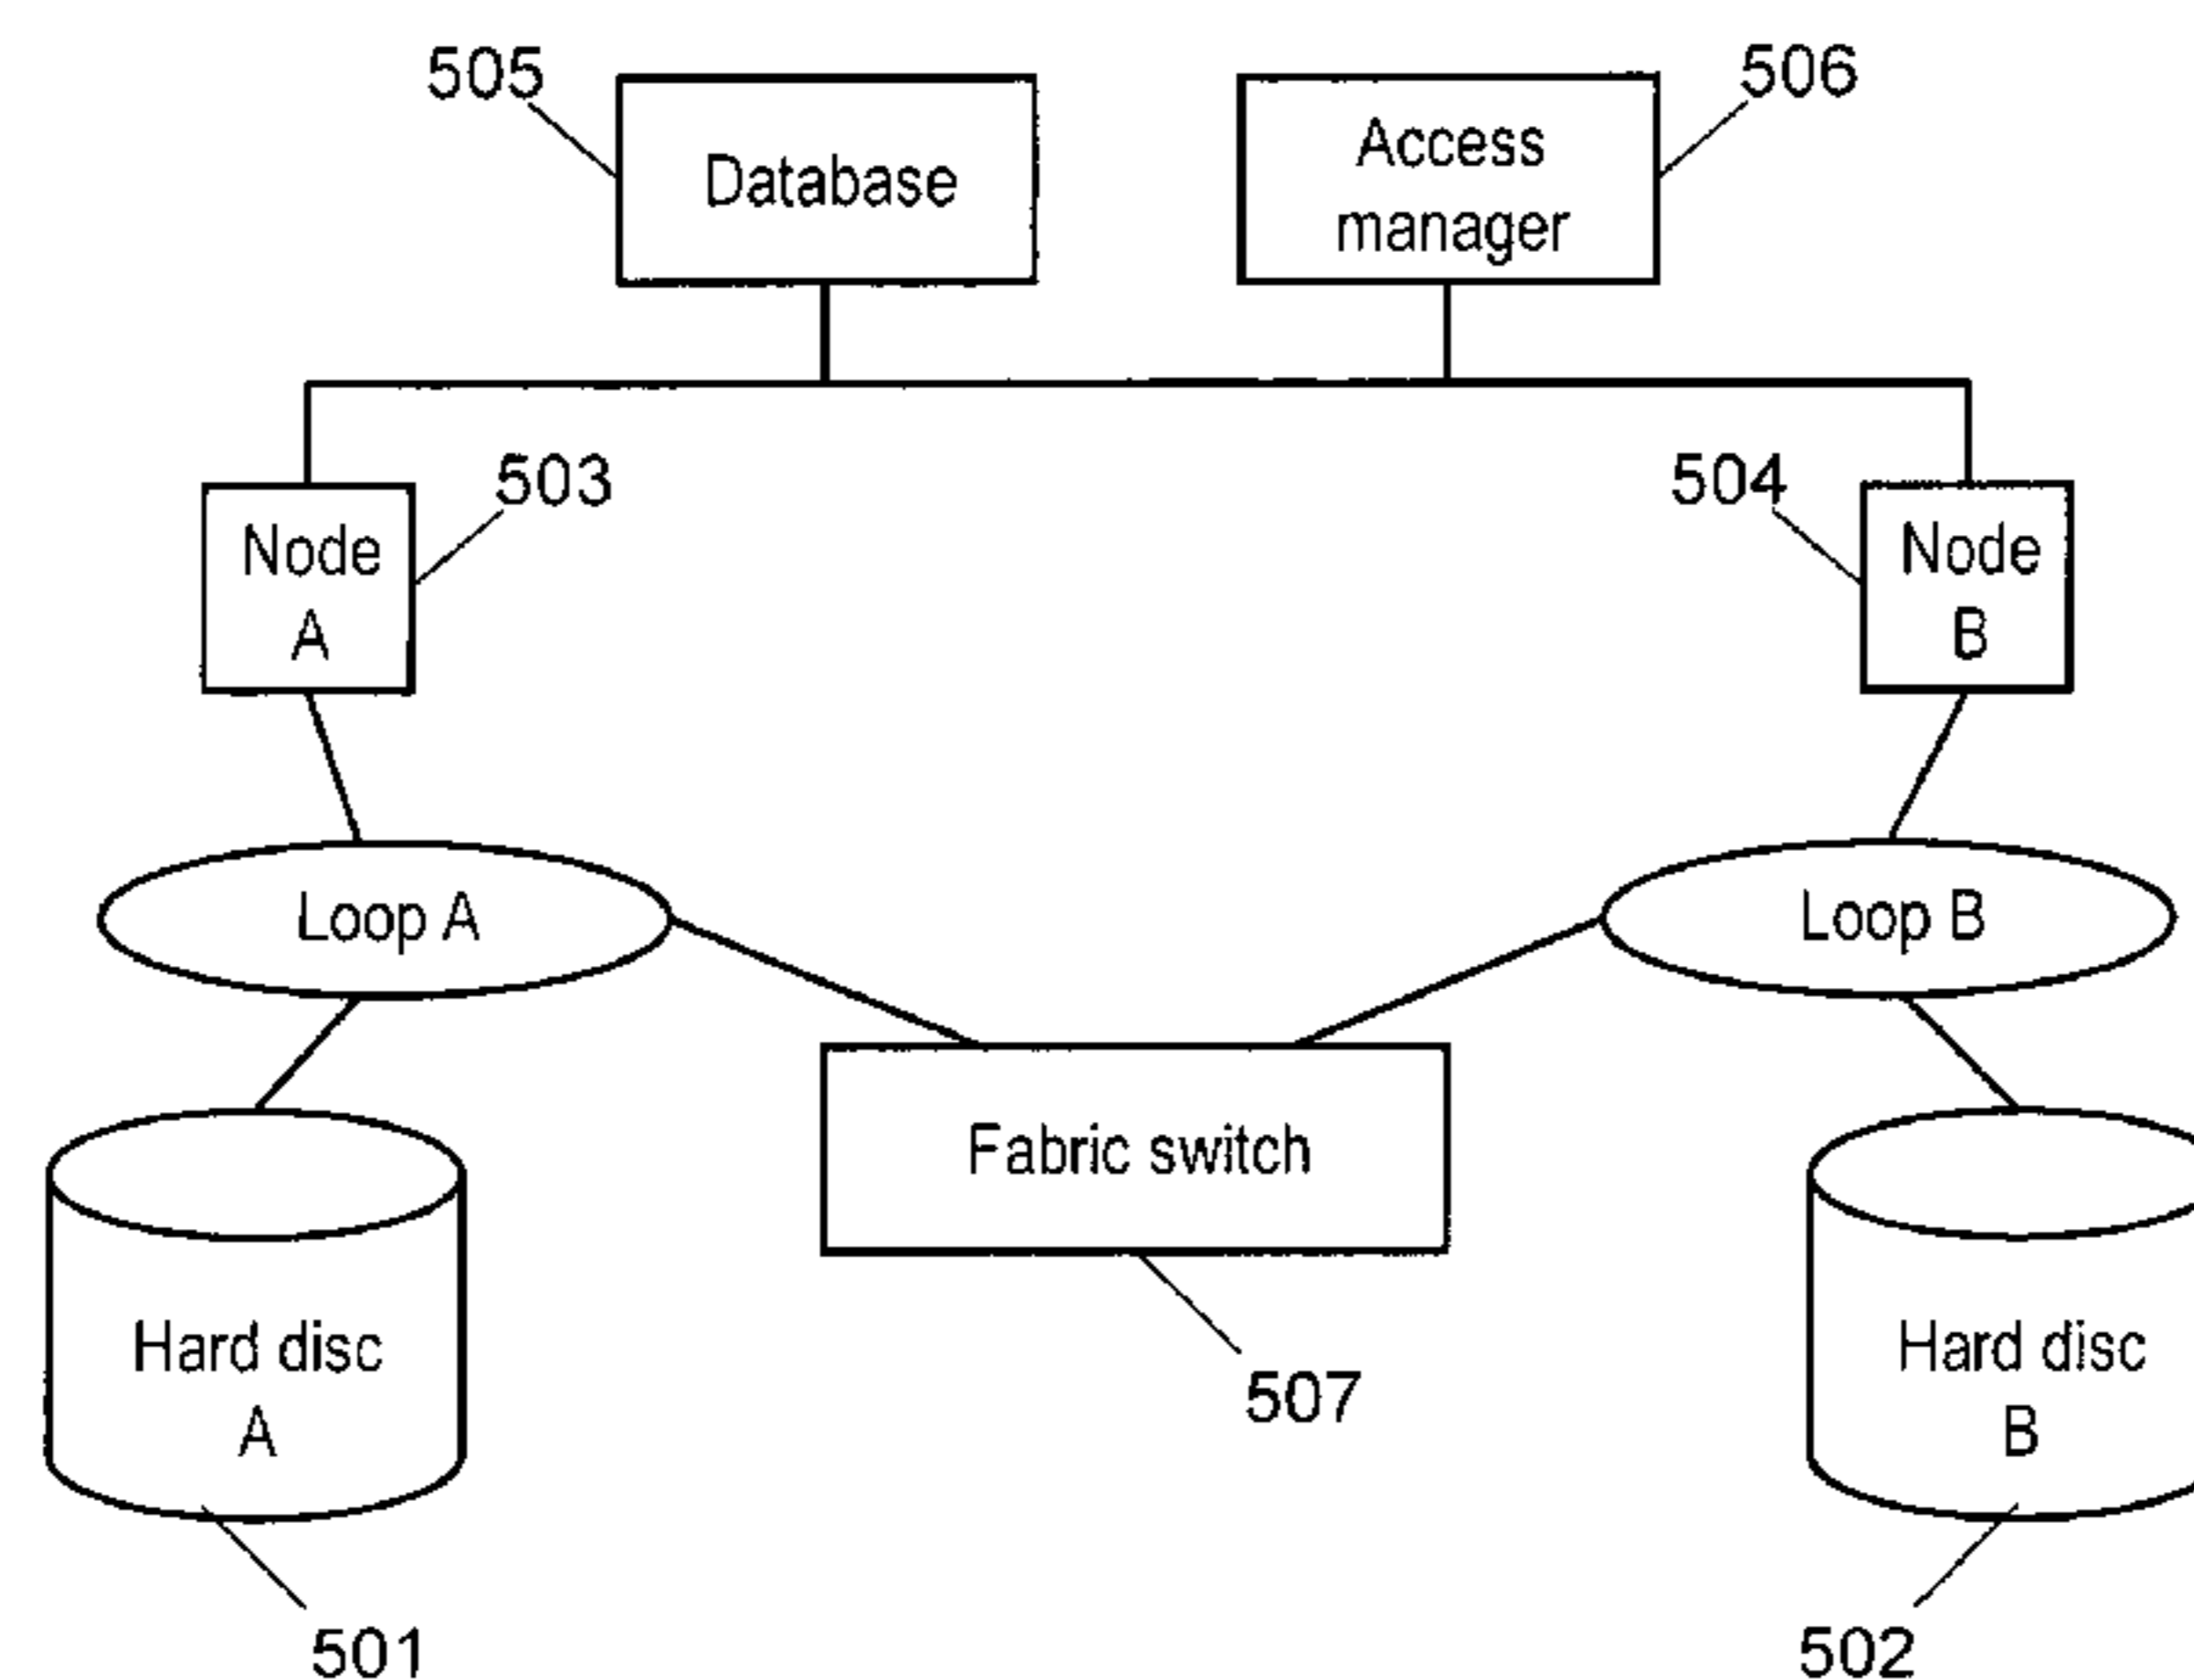 505
506
Database
Access
manager
503
504
Node
A
Node
B
Loop A
Loop B
Fabric switch
Hard disc
A
Hard disc
B
507
501
502